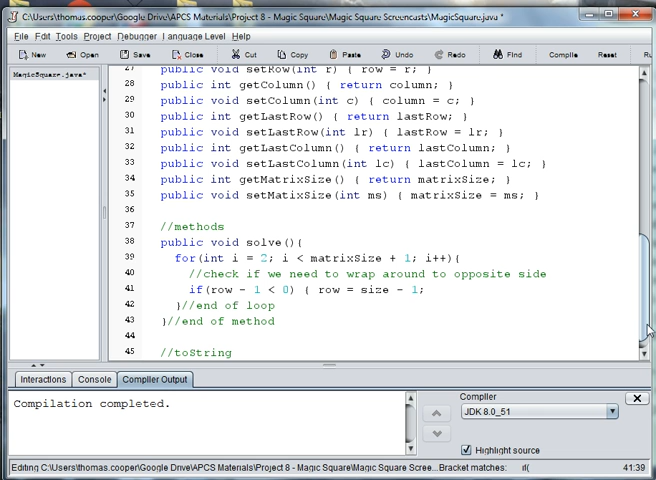 C:\Users\thomas.cooper\Google Drive\APCS Materials\Project 8 - Magic Square\Magic Square Screencasts\MagicSquare.java *
File Edit Tools Project Debugger Language Level Help
New Open Save Close Cut Copy Paste Undo Redo Find Compile Reset Ru
MagicSquare.java*
27 public void setRow(int r) { row = r; }
28 public int getColumn() { return column; }
29 public void setColumn(int c) { column = c; }
30 public int getLastRow() { return lastRow; }
31 public void setLastRow(int lr) { lastRow = lr; }
32 public int getLastColumn() { return lastColumn; }
33 public void setLastColumn(int lc) { lastColumn = lc; }
34 public int getMatrixSize() { return matrixSize; }
35 public void setMatixSize(int ms) { matrixSize = ms; }
36
37 //methods
38 public void solve(){
39 for(int i = 2; i < matrixSize + 1; i++){
40 //check if we need to wrap around to opposite side
41 if(row - 1 < 0) { row = size - 1;
42 }//end of loop
43 }//end of method
44
45 //toString
Interactions Console Compiler Output
Compilation completed.
Compiler
JDK 8.0_51
Highlight source
Editing C:\Users\thomas.cooper\Google Drive\APCS Materials\Project 8 - Magic Square\Magic Square Scree... Bracket matches: if( 41:39